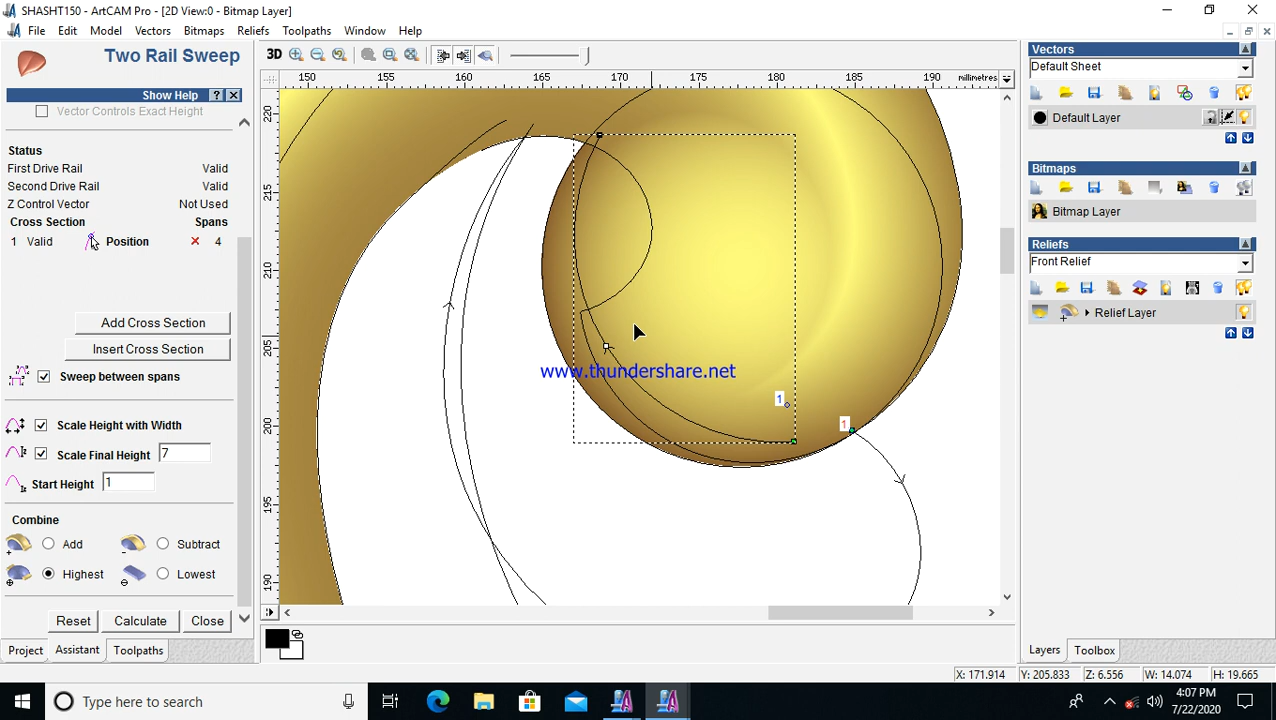 SHASHT150 - ArtCAM Pro - [2D View:0 - Bitmap Layer]
File Edit Model Vectors Bitmaps Reliefs Toolpaths Window Help
Two Rail Sweep
Show Help ? X
Vector Controls Exact Height
Status
First Drive Rail Valid
Second Drive Rail Valid
Z Control Vector Not Used
Cross Section Spans
1 Valid Position 4
Add Cross Section
Insert Cross Section
Sweep between spans
Scale Height with Width
Scale Final Height 7
Start Height 1
Combine
Add Subtract
Highest Lowest
Reset Calculate Close
Project Assistant Toolpaths
3D
150 155 160 165 170 175 180 185 190 millimetres
220
215
210
205
200
195
190
www.thundershare.net
1
1
Vectors
Default Sheet
Default Layer
Bitmaps
Bitmap Layer
Reliefs
Front Relief
Relief Layer
Layers Toolbox
X: 171.914 Y: 205.833 Z: 6.556 W: 14.074 H: 19.665
Type here to search
4:07 PM
7/22/2020